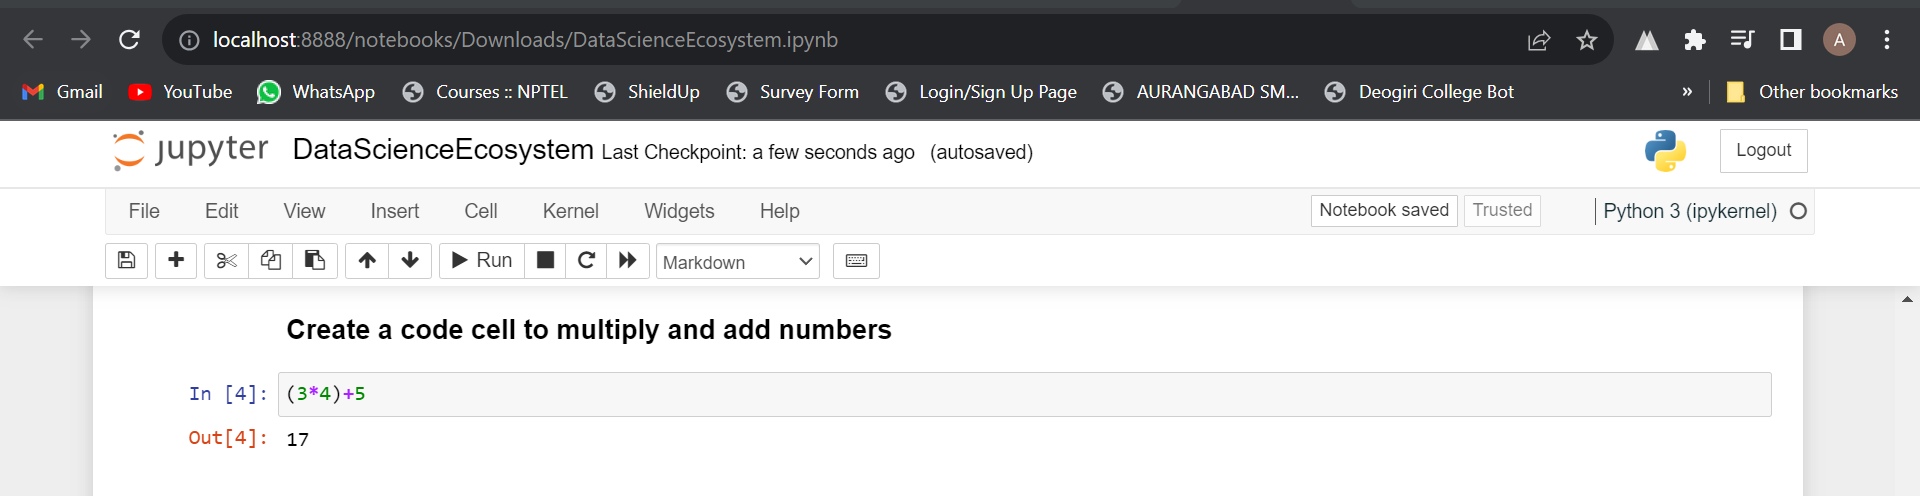 localhost:8888/notebooks/Downloads/DataScienceEcosystem.ipynb A
Gmail YouTube WhatsApp Courses :: NPTEL ShieldUp Survey Form Login/Sign Up Page AURANGABAD SM... Deogiri College Bot » Other bookmarks
jupyter DataScienceEcosystem Last Checkpoint: a few seconds ago (autosaved) Logout
File Edit View Insert Cell Kernel Widgets Help Notebook saved Trusted Python 3 (ipykernel)
Run Markdown
Create a code cell to multiply and add numbers
In [4]: (3*4)+5
Out[4]: 17